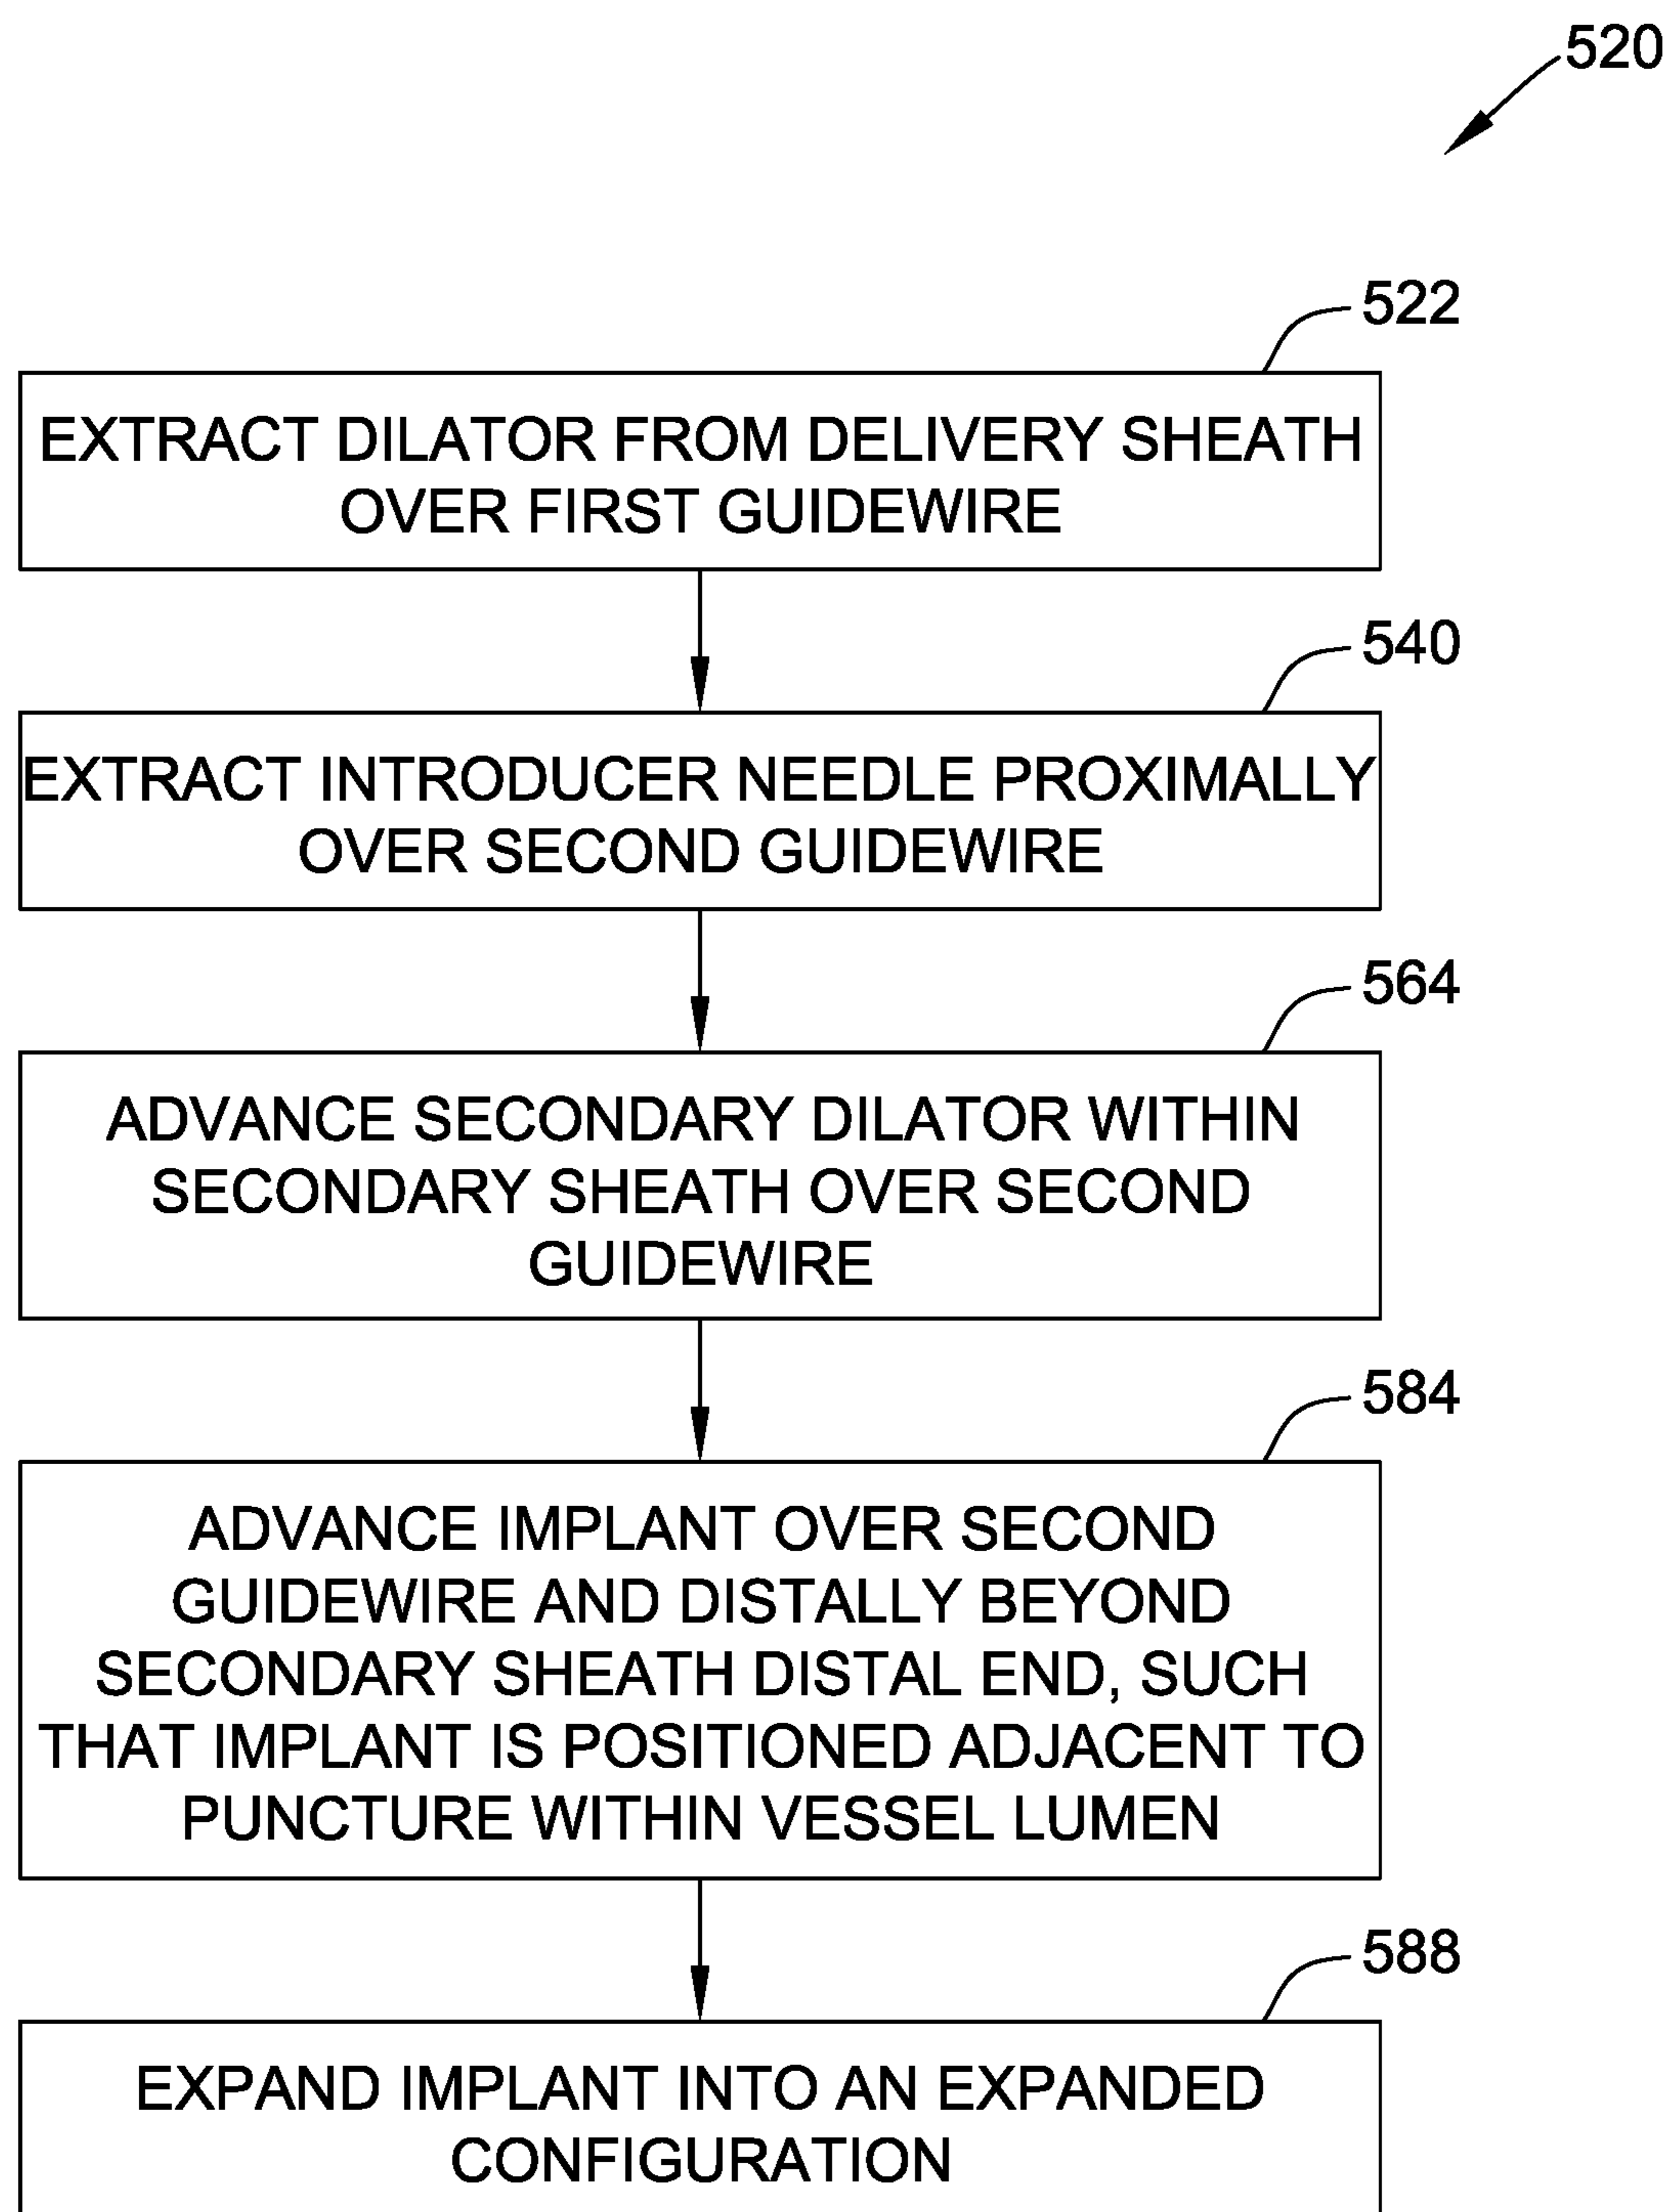 520
522
EXTRACT DILATOR FROM DELIVERY SHEATH
OVER FIRST GUIDEWIRE
540
EXTRACT INTRODUCER NEEDLE PROXIMALLY
OVER SECOND GUIDEWIRE
564
ADVANCE SECONDARY DILATOR WITHIN
SECONDARY SHEATH OVER SECOND
GUIDEWIRE
584
ADVANCE IMPLANT OVER SECOND
GUIDEWIRE AND DISTALLY BEYOND
SECONDARY SHEATH DISTAL END, SUCH
THAT IMPLANT IS POSITIONED ADJACENT TO
PUNCTURE WITHIN VESSEL LUMEN
588
EXPAND IMPLANT INTO AN EXPANDED
CONFIGURATION